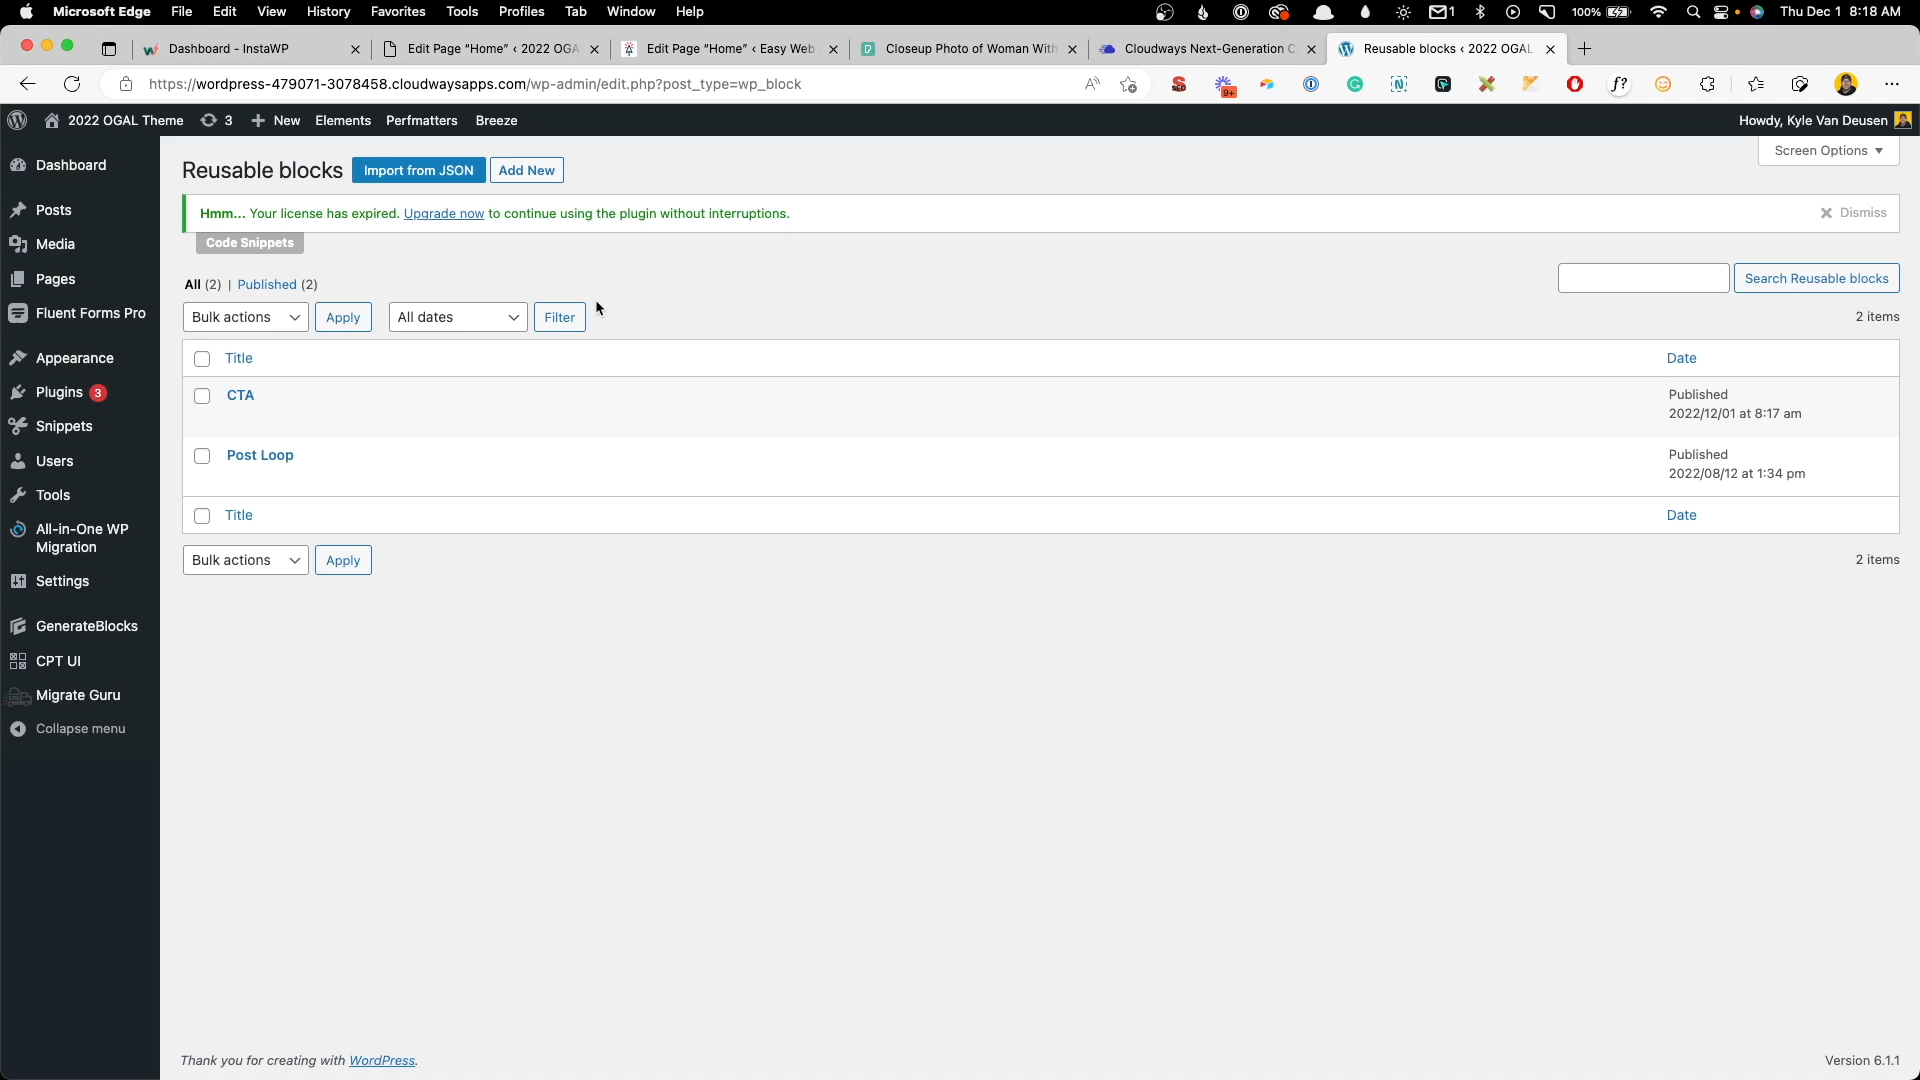 Microsoft Edge File Edit View History Favorites Tools Profiles Tab Window Help 1 100% Thu Dec 1 8:18 AM
Dashboard - InstaWP Edit Page “Home” ‹ 2022 OGA Edit Page “Home” ‹ Easy Web Closeup Photo of Woman With Cloudways Next-Generation C Reusable blocks ‹ 2022 OGAL
https://wordpress-479071-3078458.cloudwaysapps.com/wp-admin/edit.php?post_type=wp_block 9+
2022 OGAL Theme 3 New Elements Perfmatters Breeze Howdy, Kyle Van Deusen
Screen Options
Reusable blocks Import from JSON Add New
Hmm... Your license has expired. Upgrade now to continue using the plugin without interruptions. Dismiss
Code Snippets
All (2) | Published (2) Search Reusable blocks
Bulk actions Apply All dates Filter 2 items
Title Date
CTA Published
2022/12/01 at 8:17 am
Post Loop Published
2022/08/12 at 1:34 pm
Title Date
Bulk actions Apply 2 items
Dashboard
Posts
Media
Pages
Fluent Forms Pro
Appearance
Plugins 3
Snippets
Users
Tools
All-in-One WP
Migration
Settings
GenerateBlocks
CPT UI
Migrate Guru
Collapse menu
Thank you for creating with WordPress. Version 6.1.1